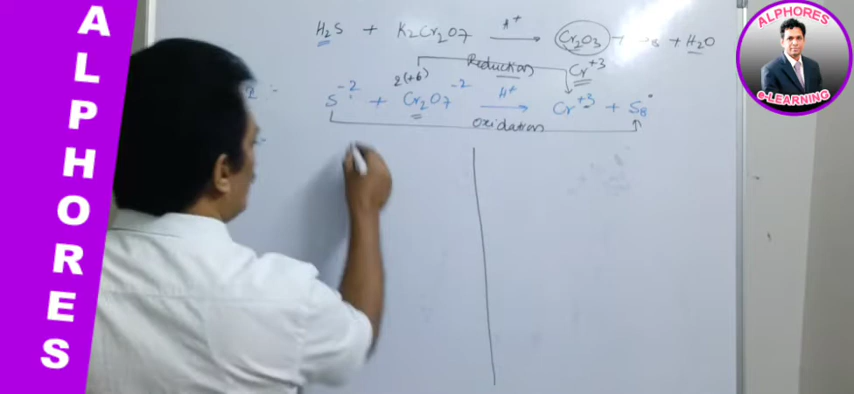 ALPHORES
ALPHORES
e-LEARNING
H2S + K2Cr2O7 H+ → Cr2O3 + + H2O
Reduction Cr+3
2(+6)
S-2 + Cr2O7-2 H+ → Cr+3 + S8
oxidation